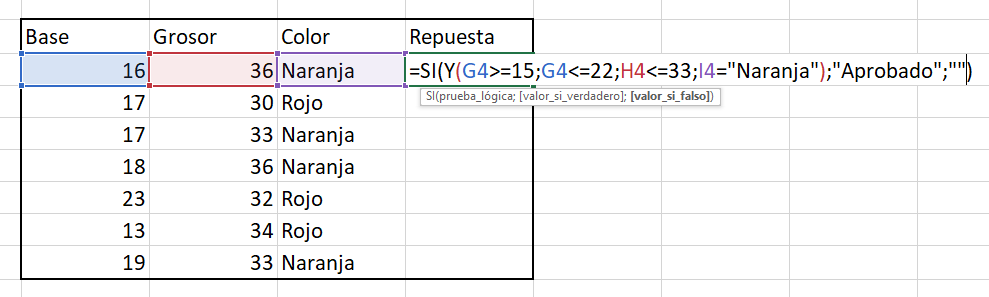 Base Grosor Color Repuesta
16 36 Naranja =SI(Y(G4>=15;G4<=22;H4<=33;I4="Naranja");"Aprobado";"")
SI(prueba_lógica; [valor_si_verdadero]; [valor_si_falso])
17 30 Rojo
17 33 Naranja
18 36 Naranja
23 32 Rojo
13 34 Rojo
19 33 Naranja